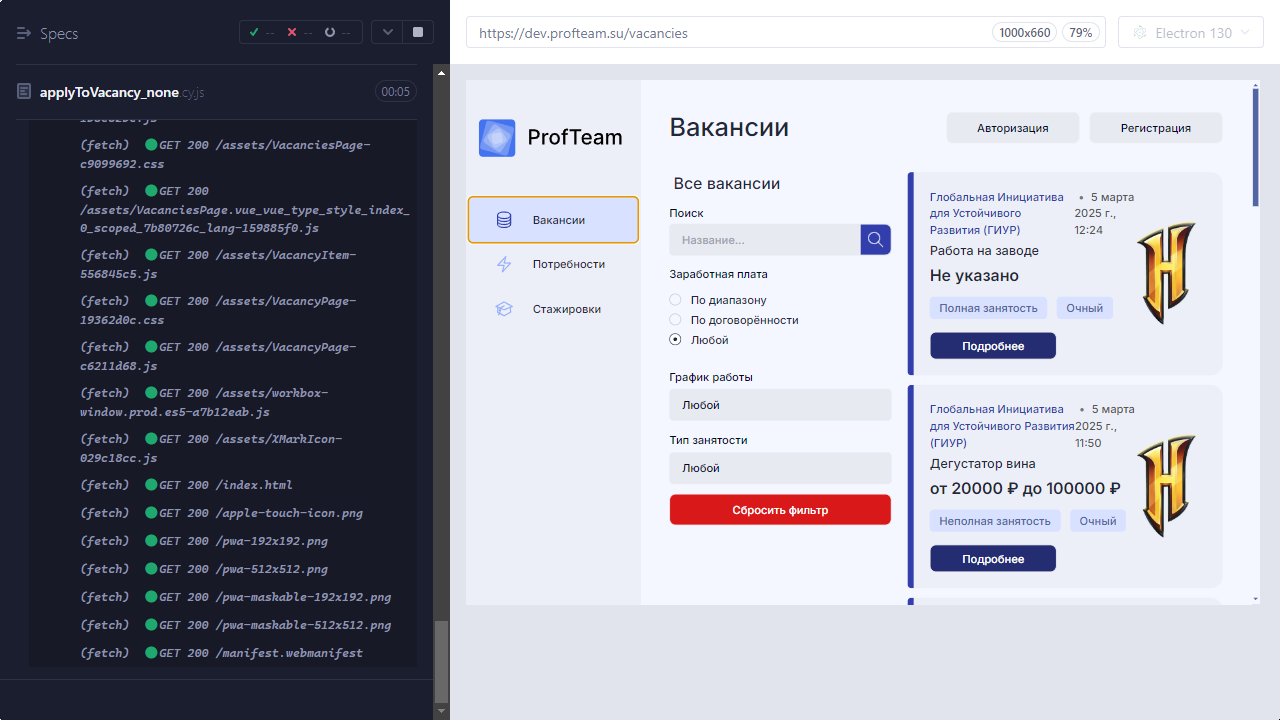 Specs
-- -- --
applyToVacancy_none.cy.js
00:05
(fetch) GET 200 /assets/VacanciesPage-
c9099692.css
(fetch) GET 200
/assets/VacanciesPage.vue_vue_type_style_index_
0_scoped_7b80726c_lang-159885f0.js
(fetch) GET 200 /assets/VacancyItem-
556845c5.js
(fetch) GET 200 /assets/VacancyPage-
19362d0c.css
(fetch) GET 200 /assets/VacancyPage-
c6211d68.js
(fetch) GET 200 /assets/workbox-
window.prod.es5-a7b12eab.js
(fetch) GET 200 /assets/XMarkIcon-
029c18cc.js
(fetch) GET 200 /index.html
(fetch) GET 200 /apple-touch-icon.png
(fetch) GET 200 /pwa-192x192.png
(fetch) GET 200 /pwa-512x512.png
(fetch) GET 200 /pwa-maskable-192x192.png
(fetch) GET 200 /pwa-maskable-512x512.png
(fetch) GET 200 /manifest.webmanifest
https://dev.profteam.su/vacancies
1000x660
79%
Electron 130
ProfTeam
Вакансии
Потребности
Стажировки
Вакансии
Авторизация
Регистрация
Все вакансии
Поиск
Название...
Заработная плата
По диапазону
По договорённости
Любой
График работы
Любой
Тип занятости
Любой
Сбросить фильтр
Глобальная Инициатива • 5 марта
для Устойчивого 2025 г.,
Развития (ГИУР) 12:24
Работа на заводе
Не указано
Полная занятость Очный
Подробнее
Глобальная Инициатива • 5 марта
для Устойчивого Развития 2025 г.,
(ГИУР) 11:50
Дегустатор вина
от 20000 ₽ до 100000 ₽
Неполная занятость Очный
Подробнее